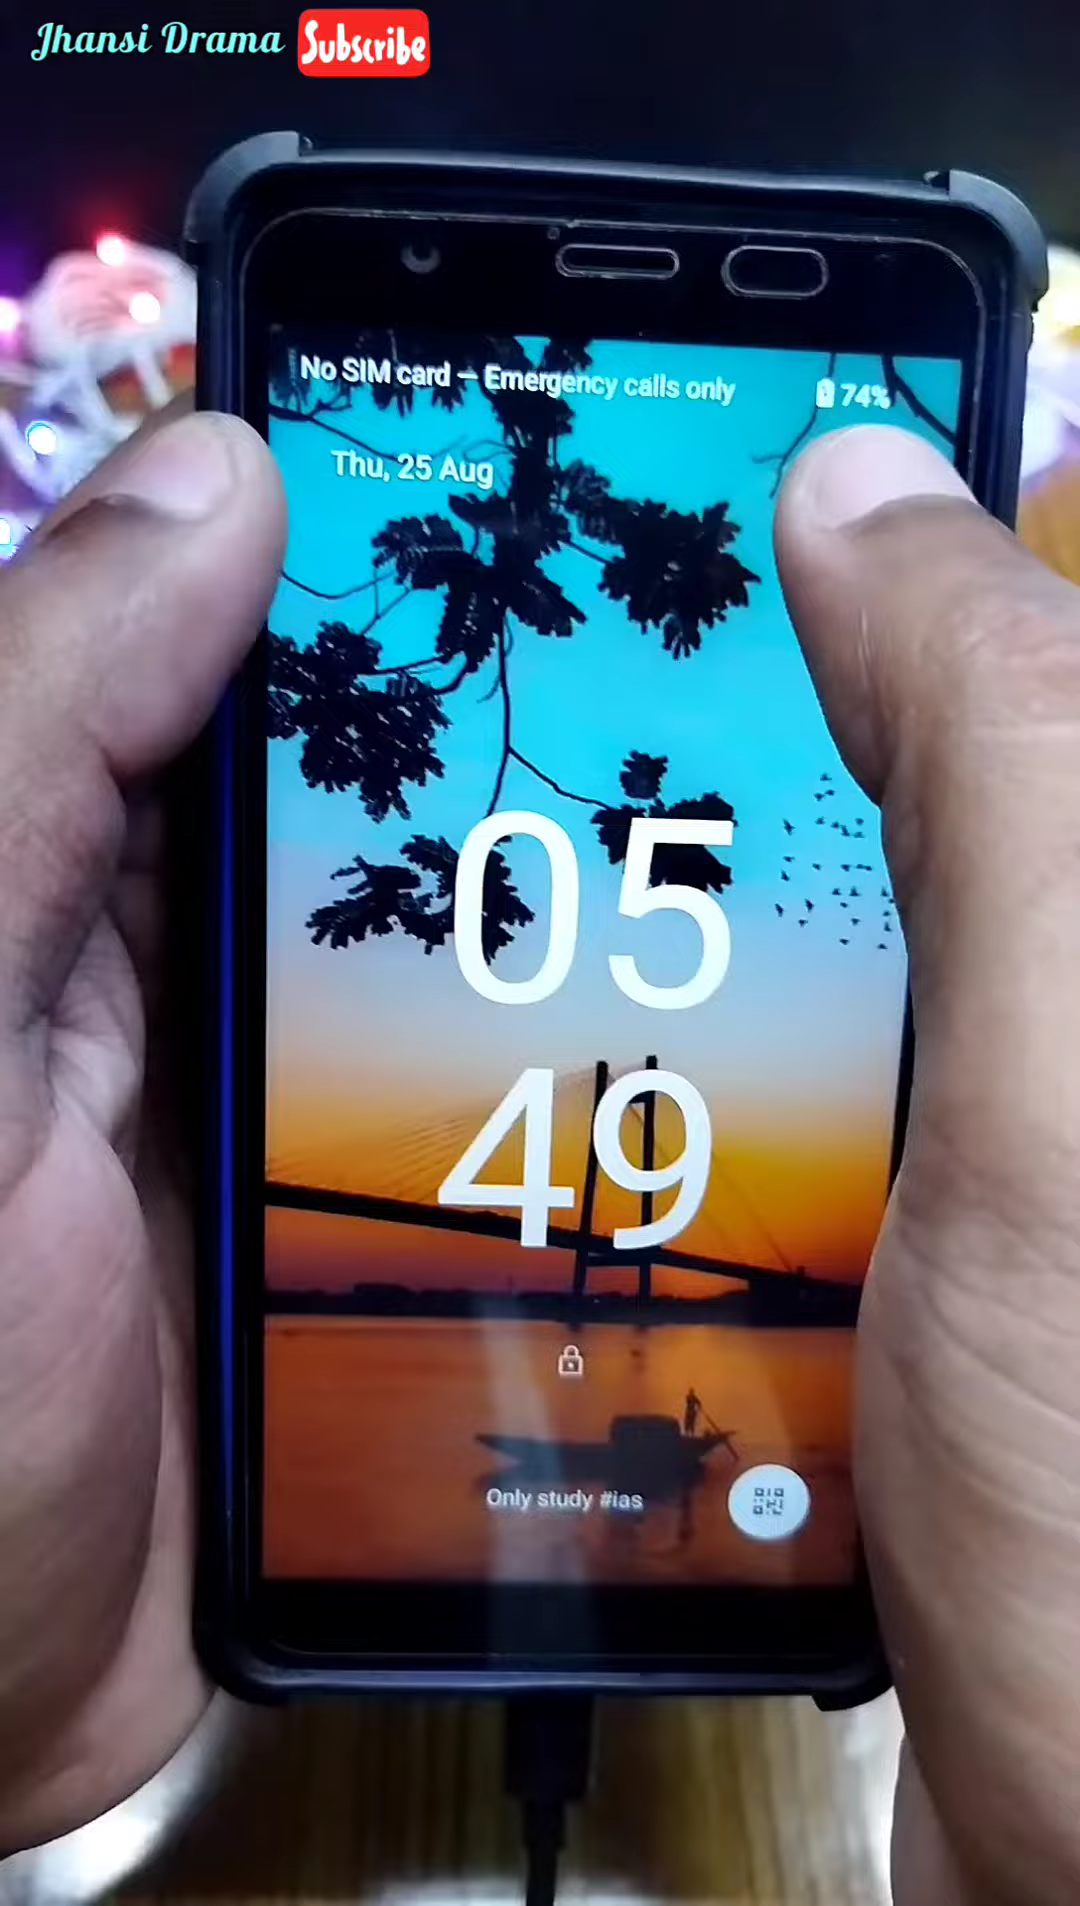 Jhansi Drama Subscribe
No SIM card – Emergency calls only 74%
Thu, 25 Aug
05
49
Only study #ias